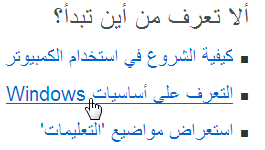 ألا تعرف من أين تبدأ؟
كيفية الشروع في استخدام الكمبيوتر
التعرف على أساسيات Windows
استعراض مواضيع 'التعليمات'